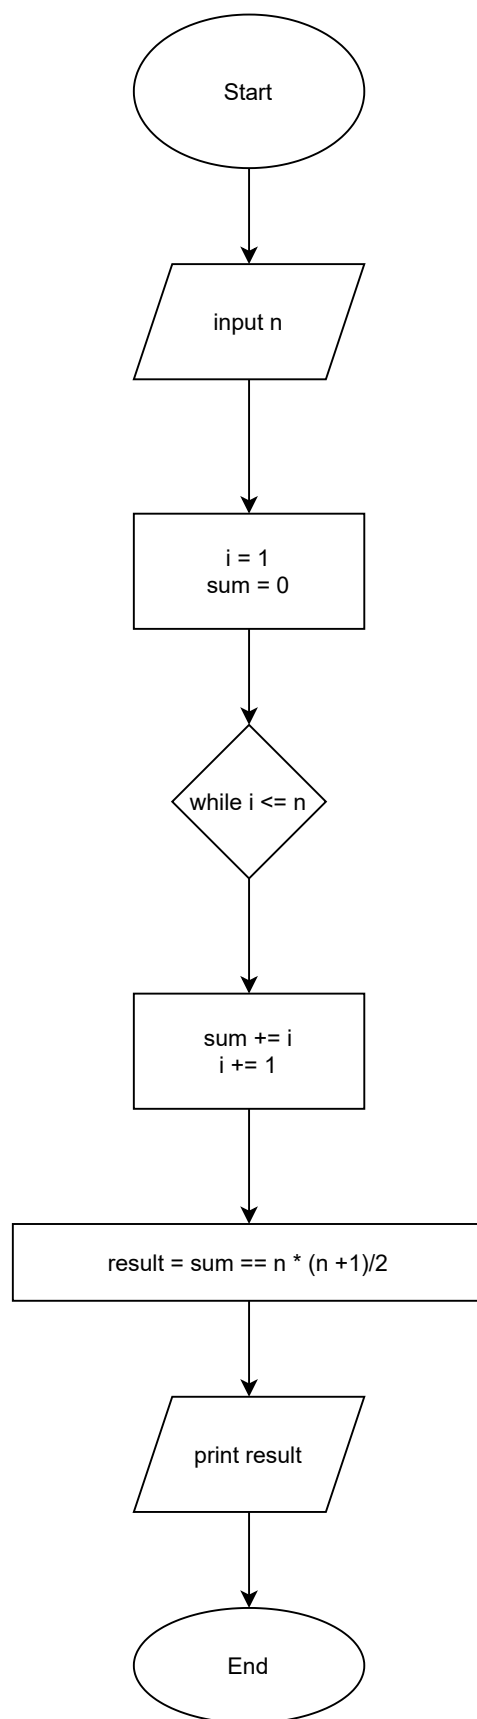 Start
input n
i = 1
sum = 0
while i <= n
sum += i
i += 1
result = sum == n * (n +1)/2
print result
End